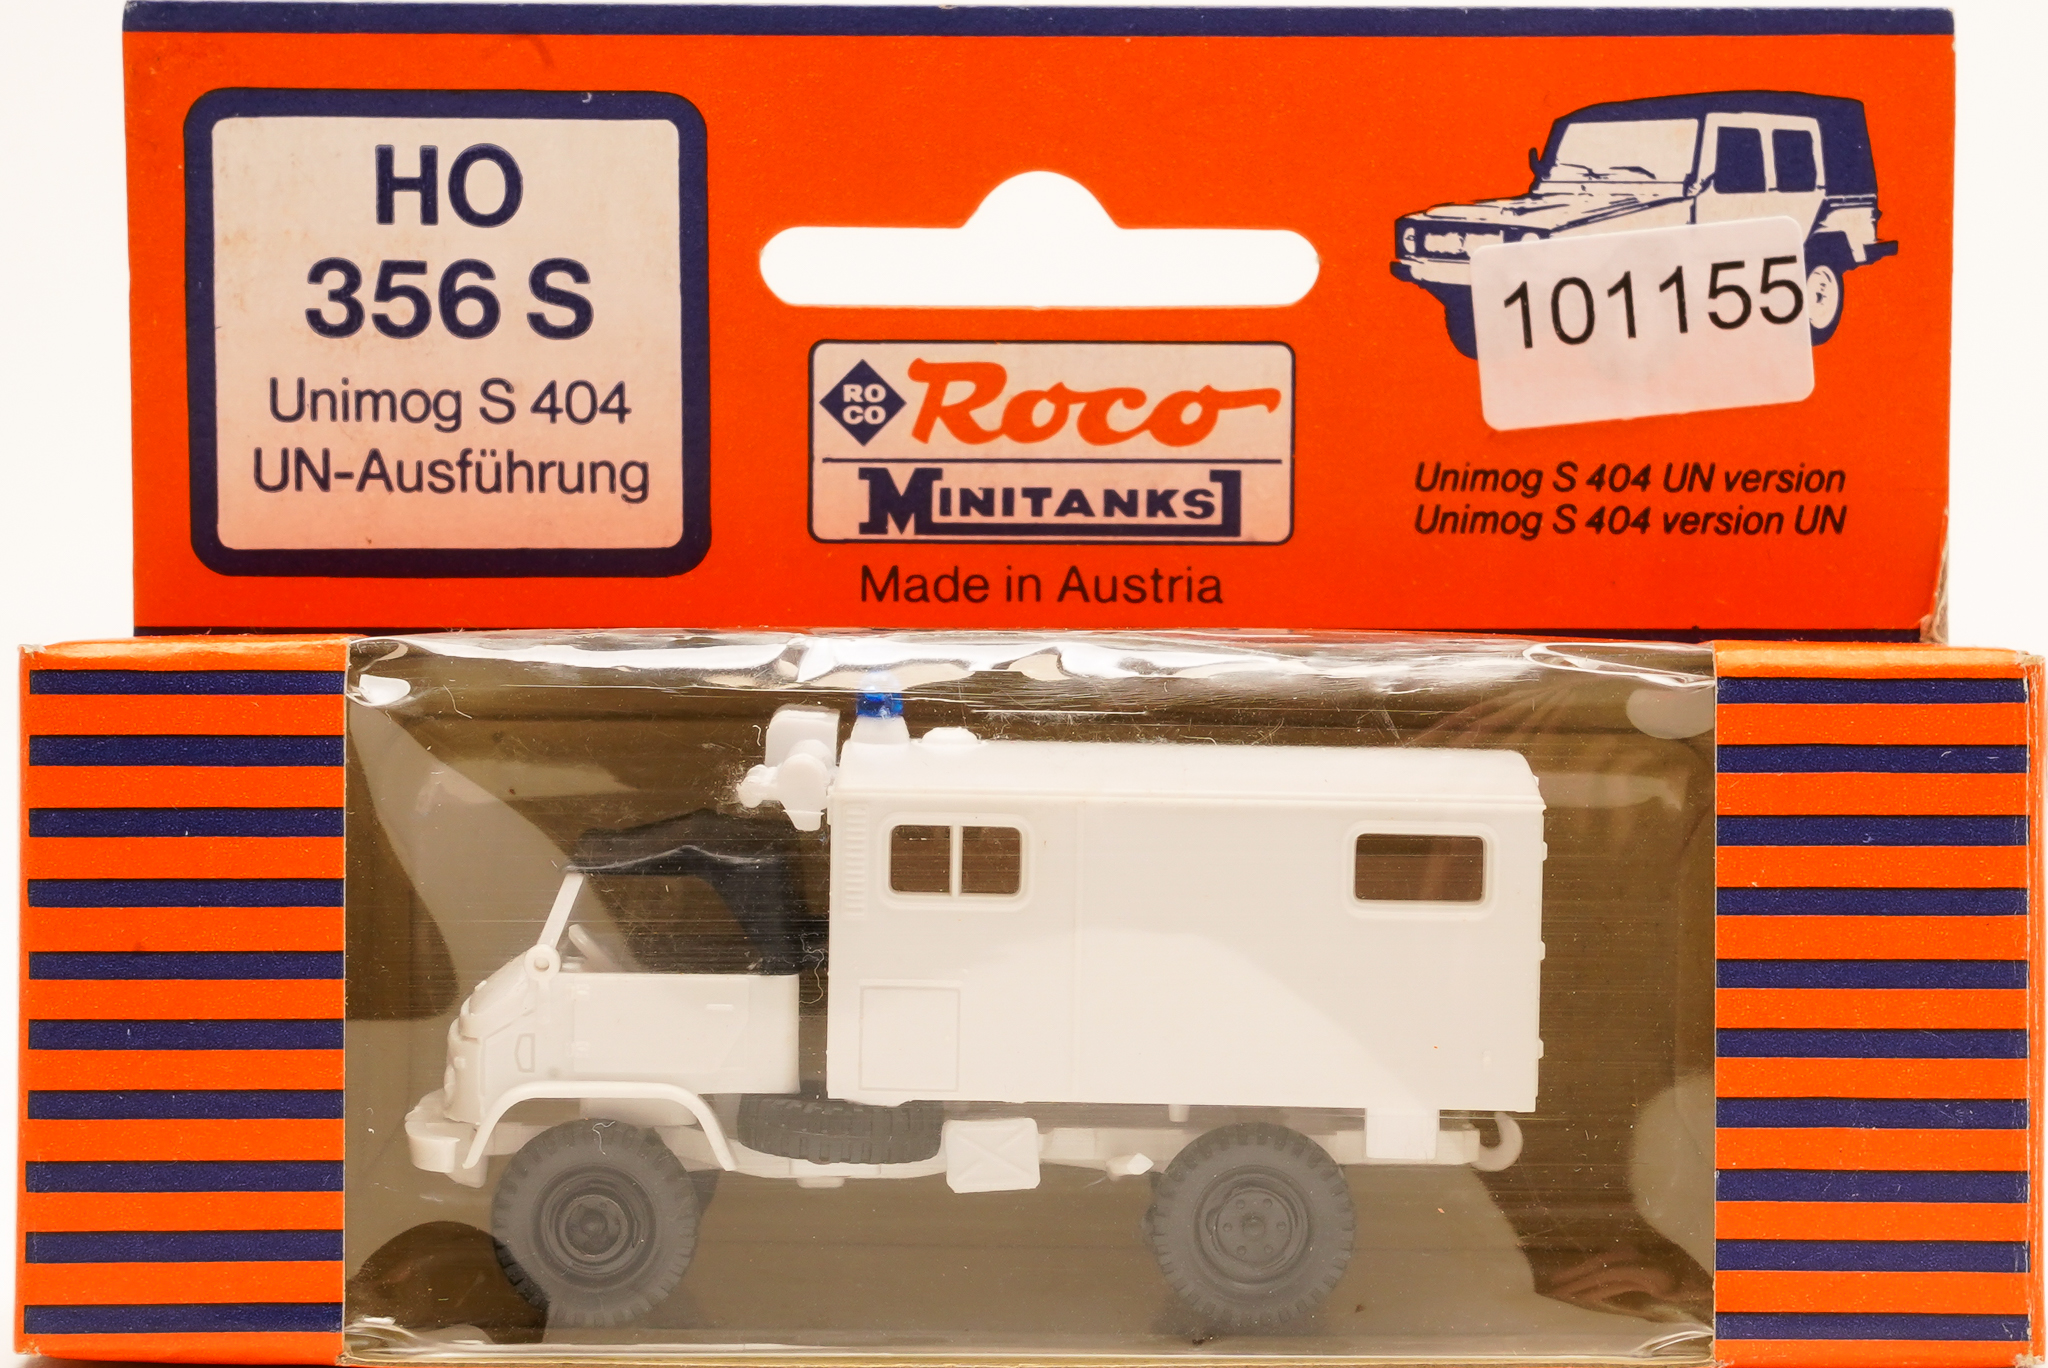 HO
356 S
Unimog S 404
UN-Ausführung
RO
CO
Roco
MINITANKS
Made in Austria
101155
Unimog S 404 UN version
Unimog S 404 version UN